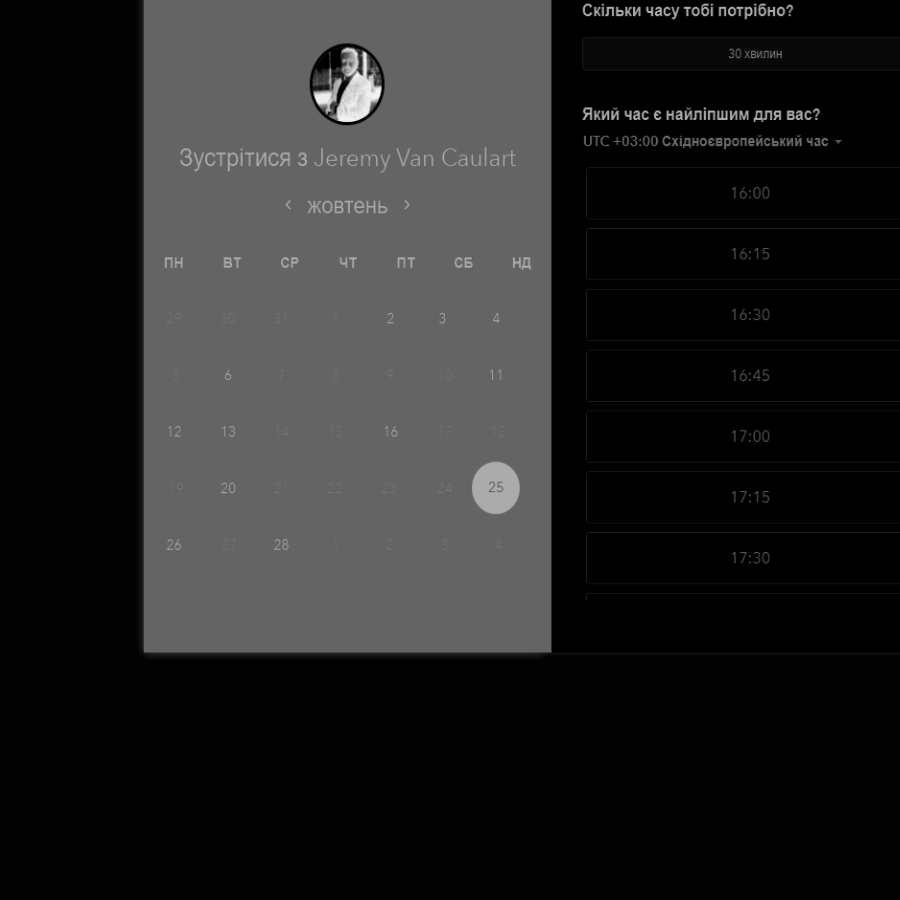 Зустрітися з Jeremy Van Caulart
‹ жовтень ›
ПН ВТ СР ЧТ ПТ СБ НД
29 30 31 1 2 3 4
5 6 7 8 9 10 11
12 13 14 15 16 17 18
19 20 21 22 23 24 25
26 27 28 1 2 3 4
Скільки часу тобі потрібно?
30 хвилин
Який час є найліпшим для вас?
UTC +03:00 Східноєвропейський час
16:00
16:15
16:30
16:45
17:00
17:15
17:30